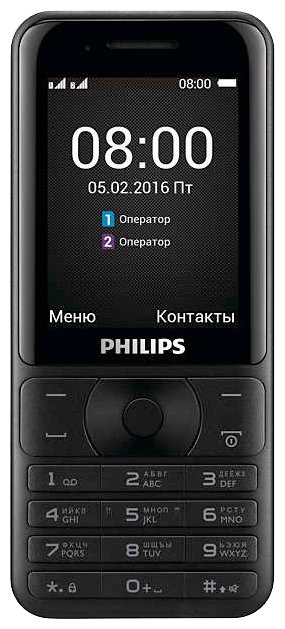 08:00
08:00
05.02.2016 Пт
1 Оператор
2 Оператор
Меню Контакты
PHILIPS
1 2 АБВГ ABC 3 ДЕЁЖЗ DEF
4 ИЙКЛ GHI 5 МНОП JKL 6 РСТУ MNO
7 ФХЦЧ PQRS 8 ШЩЪЫ TUV 9 ЬЭЮЯ WXYZ
*. 0+ #